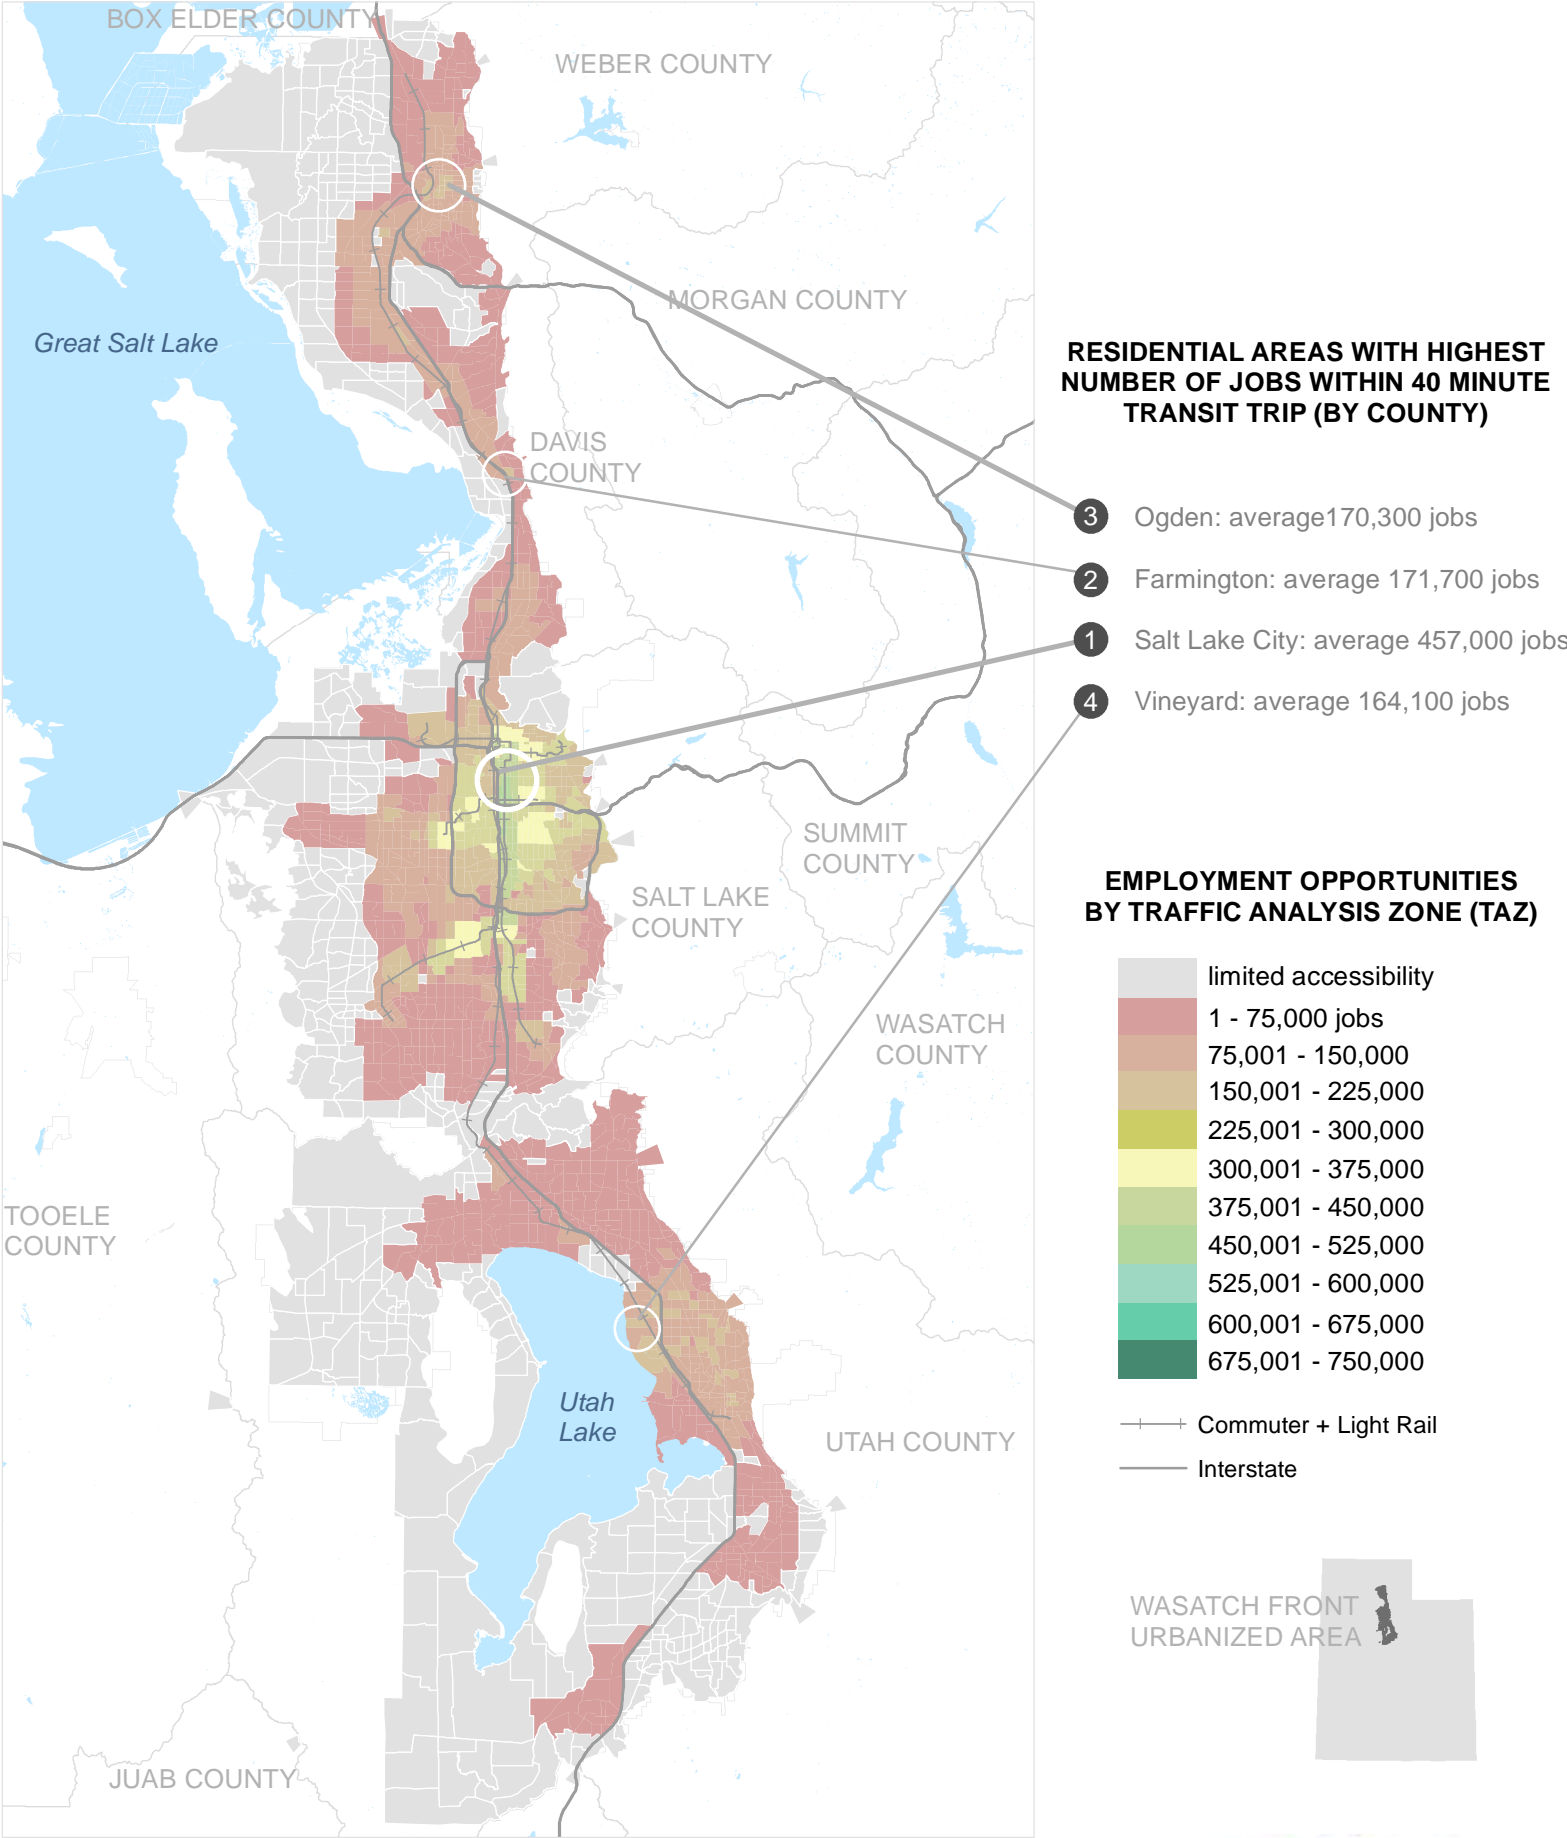 BOX ELDER COUNTY
WEBER COUNTY
MORGAN COUNTY
Great Salt Lake
DAVIS
COUNTY
SUMMIT
COUNTY
SALT LAKE
COUNTY
WASATCH
COUNTY
TOOELE
COUNTY
Utah
Lake
UTAH COUNTY
JUAB COUNTY
RESIDENTIAL AREAS WITH HIGHEST
NUMBER OF JOBS WITHIN 40 MINUTE
TRANSIT TRIP (BY COUNTY)
3 Ogden: average170,300 jobs
2 Farmington: average 171,700 jobs
1 Salt Lake City: average 457,000 jobs
4 Vineyard: average 164,100 jobs
EMPLOYMENT OPPORTUNITIES
BY TRAFFIC ANALYSIS ZONE (TAZ)
limited accessibility
1 - 75,000 jobs
75,001 - 150,000
150,001 - 225,000
225,001 - 300,000
300,001 - 375,000
375,001 - 450,000
450,001 - 525,000
525,001 - 600,000
600,001 - 675,000
675,001 - 750,000
Commuter + Light Rail
Interstate
WASATCH FRONT
URBANIZED AREA